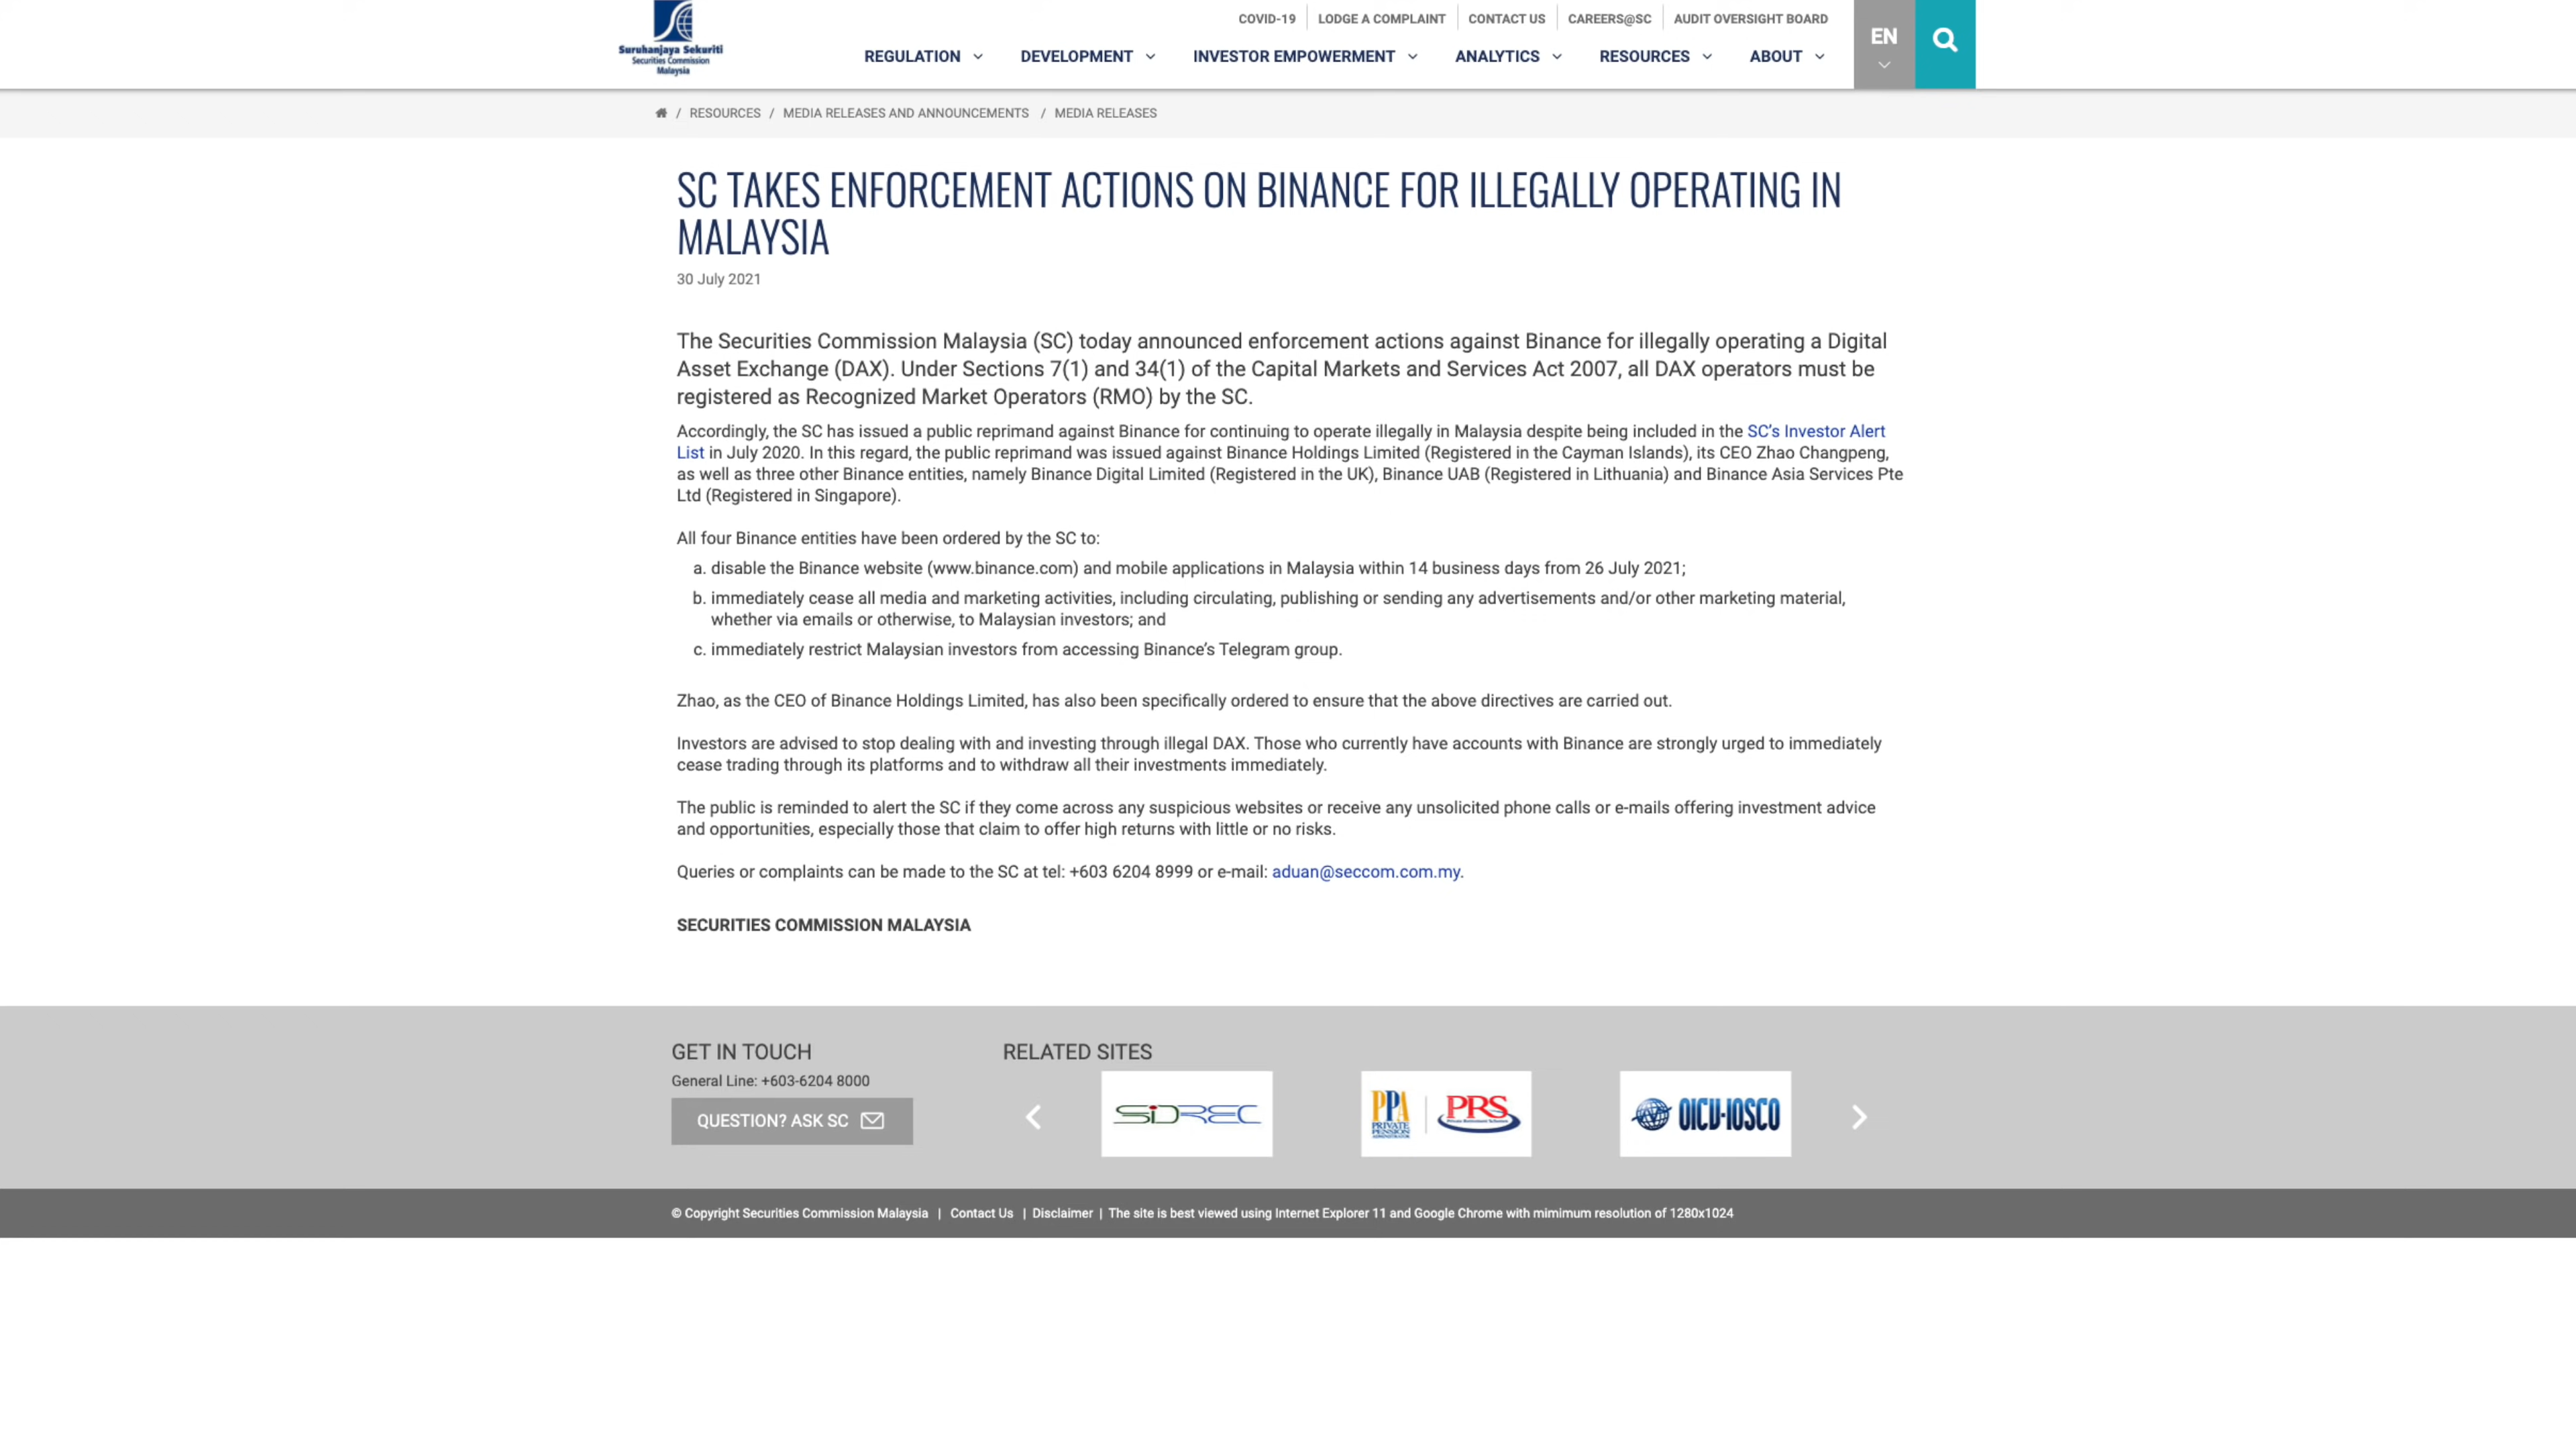 Suruhanjaya Sekuriti
Securities Commission
Malaysia
COVID-19
LODGE A COMPLAINT
CONTACT US
CAREERS@SC
AUDIT OVERSIGHT BOARD
REGULATION
DEVELOPMENT
INVESTOR EMPOWERMENT
ANALYTICS
RESOURCES
ABOUT
EN
/ RESOURCES / MEDIA RELEASES AND ANNOUNCEMENTS / MEDIA RELEASES
SC TAKES ENFORCEMENT ACTIONS ON BINANCE FOR ILLEGALLY OPERATING IN
MALAYSIA
30 July 2021
The Securities Commission Malaysia (SC) today announced enforcement actions against Binance for illegally operating a Digital
Asset Exchange (DAX). Under Sections 7(1) and 34(1) of the Capital Markets and Services Act 2007, all DAX operators must be
registered as Recognized Market Operators (RMO) by the SC.
Accordingly, the SC has issued a public reprimand against Binance for continuing to operate illegally in Malaysia despite being included in the SC’s Investor Alert
List in July 2020. In this regard, the public reprimand was issued against Binance Holdings Limited (Registered in the Cayman Islands), its CEO Zhao Changpeng,
as well as three other Binance entities, namely Binance Digital Limited (Registered in the UK), Binance UAB (Registered in Lithuania) and Binance Asia Services Pte
Ltd (Registered in Singapore).
All four Binance entities have been ordered by the SC to:
a. disable the Binance website (www.binance.com) and mobile applications in Malaysia within 14 business days from 26 July 2021;
b. immediately cease all media and marketing activities, including circulating, publishing or sending any advertisements and/or other marketing material,
whether via emails or otherwise, to Malaysian investors; and
c. immediately restrict Malaysian investors from accessing Binance’s Telegram group.
Zhao, as the CEO of Binance Holdings Limited, has also been specifically ordered to ensure that the above directives are carried out.
Investors are advised to stop dealing with and investing through illegal DAX. Those who currently have accounts with Binance are strongly urged to immediately
cease trading through its platforms and to withdraw all their investments immediately.
The public is reminded to alert the SC if they come across any suspicious websites or receive any unsolicited phone calls or e-mails offering investment advice
and opportunities, especially those that claim to offer high returns with little or no risks.
Queries or complaints can be made to the SC at tel: +603 6204 8999 or e-mail: aduan@seccom.com.my.
SECURITIES COMMISSION MALAYSIA
GET IN TOUCH
General Line: +603-6204 8000
QUESTION? ASK SC
RELATED SITES
SIDREC
PPA
PRIVATE
PENSION
ADMINISTRATOR
PRS
Private Retirement Schemes
OICU-IOSCO
© Copyright Securities Commission Malaysia | Contact Us | Disclaimer | The site is best viewed using Internet Explorer 11 and Google Chrome with mimimum resolution of 1280x1024